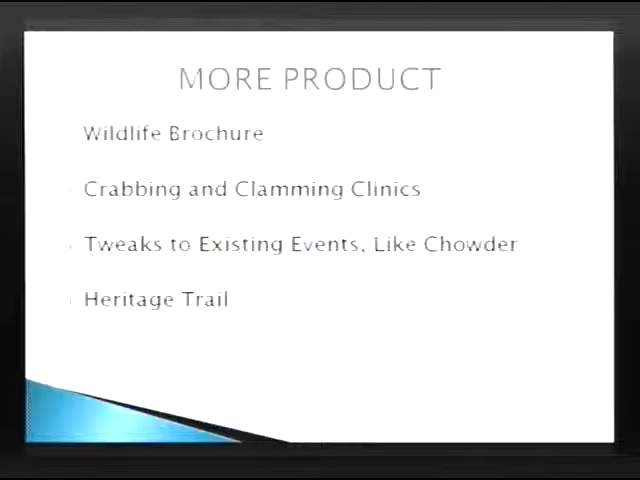 MORE PRODUCT
Wildlife Brochure
Crabbing and Clamming Clinics
Tweaks to Existing Events, Like Chowder
Heritage Trail